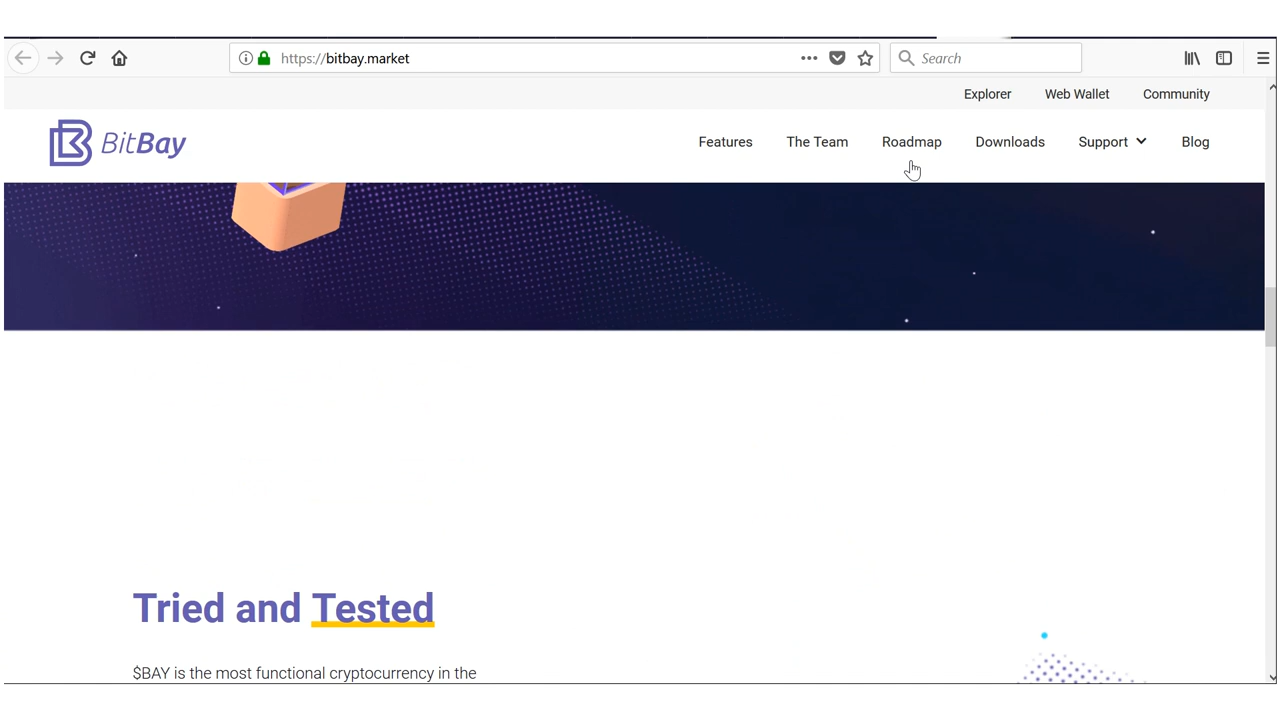 https://bitbay.market
Search
Explorer
Web Wallet
Community
BitBay
Features
The Team
Roadmap
Downloads
Support
Blog
Tried and Tested
$BAY is the most functional cryptocurrency in the